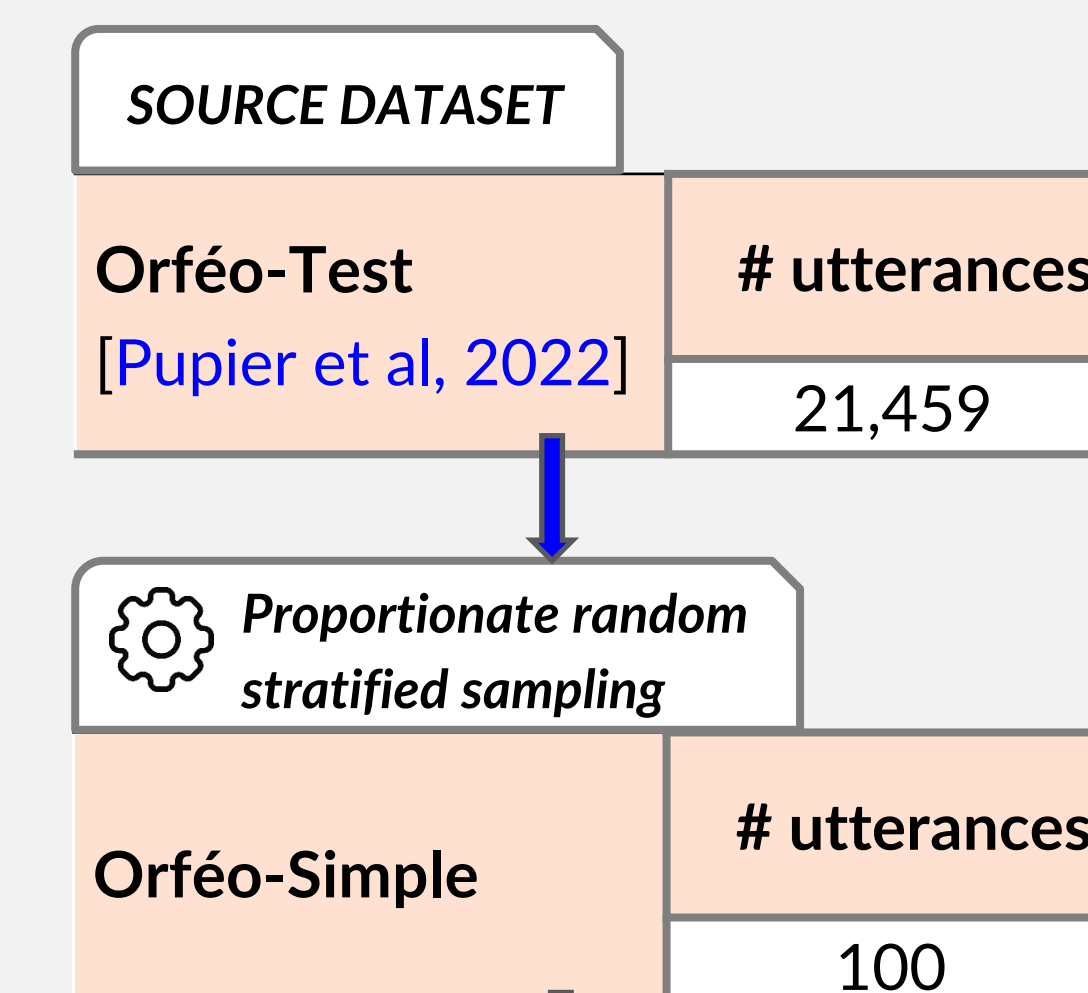 SOURCE DATASET
Orféo-Test
[Pupier et al, 2022]
# utterances
21,459
Proportionate random
stratified sampling
Orféo-Simple
# utterances
100